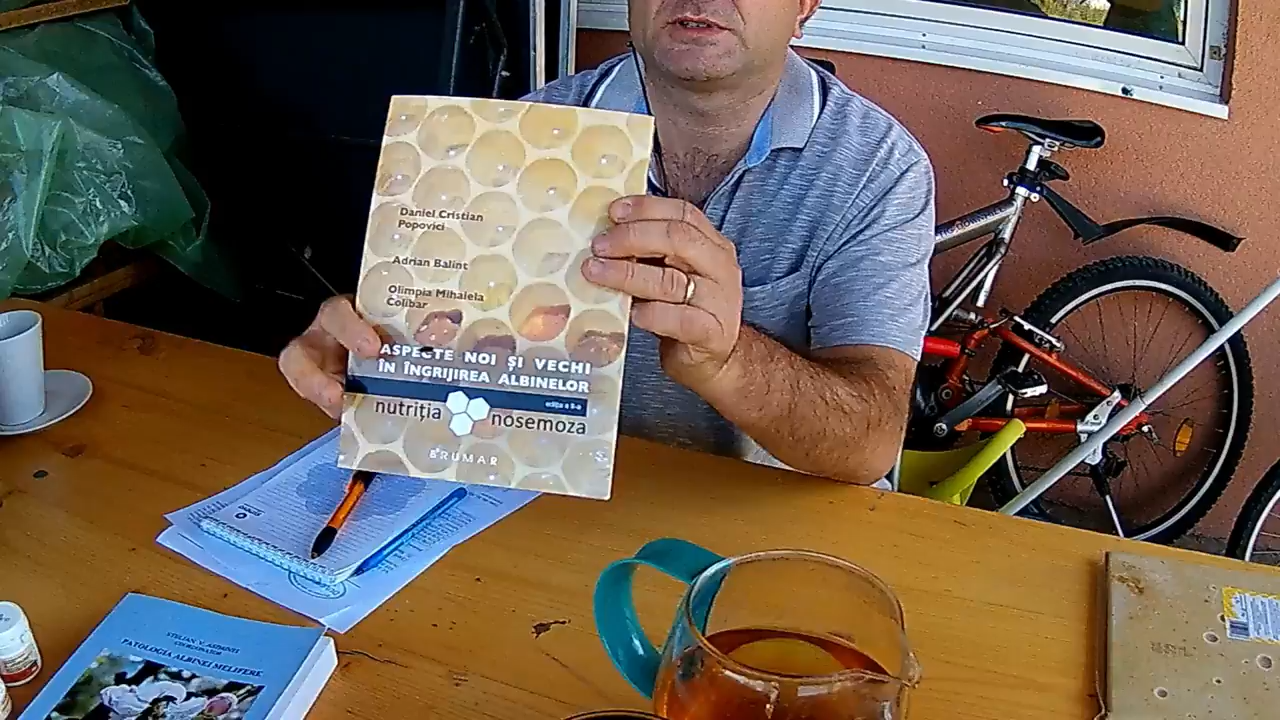 Daniel Cristian
Popovici
Adrian Balint
Olimpia Mihaiela
Colibar
ASPECTE NOI ȘI VECHI
ÎN ÎNGRIJIREA ALBINELOR
ediția a II-a
nutriția
nosemoza
BRUMAR
PATOLOGIA ALBINEI MELIFERE